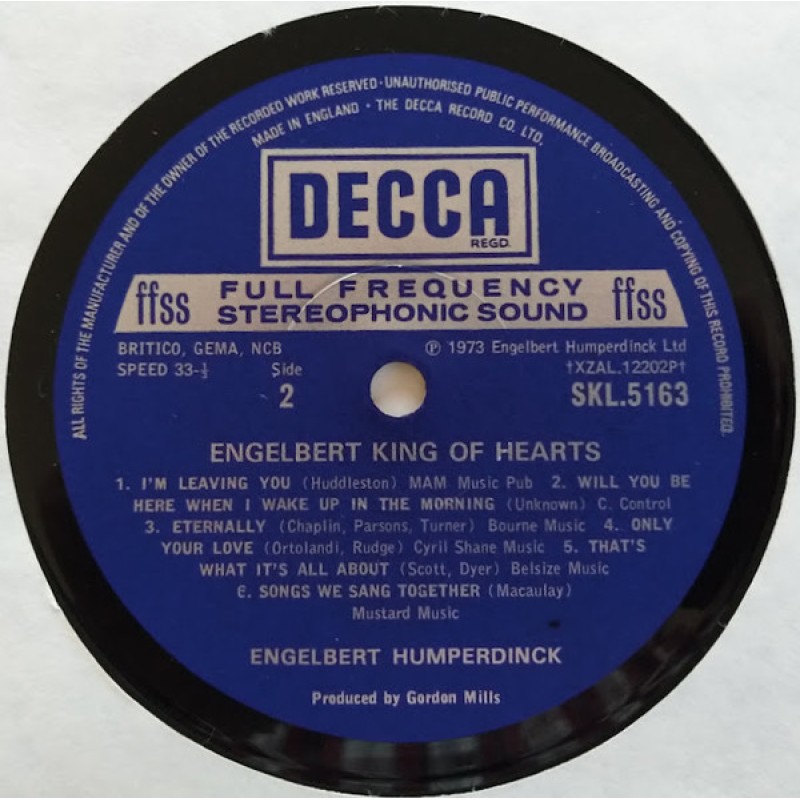 ALL RIGHTS OF THE MANUFACTURER AND OF THE OWNER OF THE RECORDED WORK RESERVED · UNAUTHORISED PUBLIC PERFORMANCE BROADCASTING AND COPYING OF THIS RECORD PROHIBITED.
MADE IN ENGLAND · THE DECCA RECORD CO. LTD.
DECCA
REGD.
ffss FULL FREQUENCY STEREOPHONIC SOUND ffss
BRITICO, GEMA, NCB ℗ 1973 Engelbert Humperdinck Ltd
SPEED 33-⅓ Side †XZAL.12202P†
2 SKL.5163
ENGELBERT KING OF HEARTS
1. I'M LEAVING YOU (Huddleston) MAM Music Pub 2. WILL YOU BE
HERE WHEN I WAKE UP IN THE MORNING (Unknown) C. Control
3. ETERNALLY (Chaplin, Parsons, Turner) Bourne Music 4. ONLY
YOUR LOVE (Ortolandi, Rudge) Cyril Shane Music 5. THAT'S
WHAT IT'S ALL ABOUT (Scott, Dyer) Belsize Music
6. SONGS WE SANG TOGETHER (Macaulay)
Mustard Music
ENGELBERT HUMPERDINCK
Produced by Gordon Mills